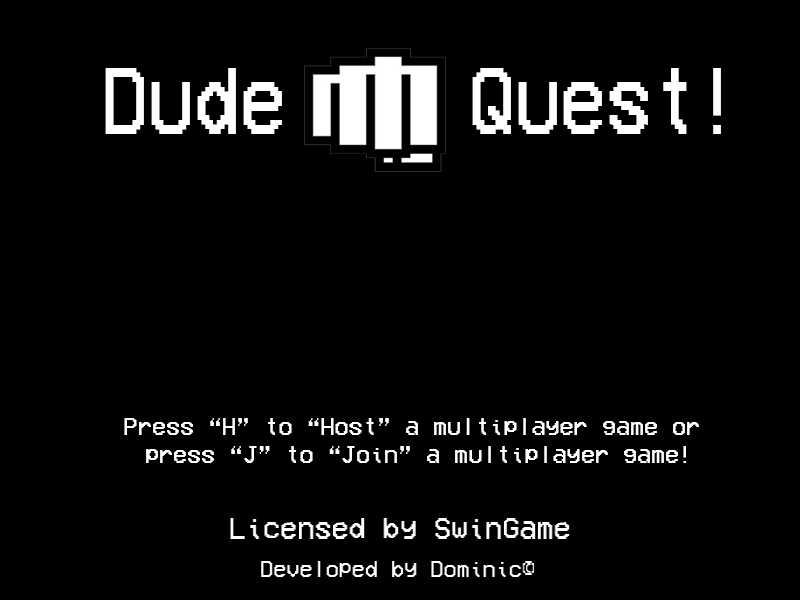 Dude Quest!
Press “H” to “Host” a multiplayer game or
press “J” to “Join” a multiplayer game!
Licensed by SwinGame
Developed by Dominic©